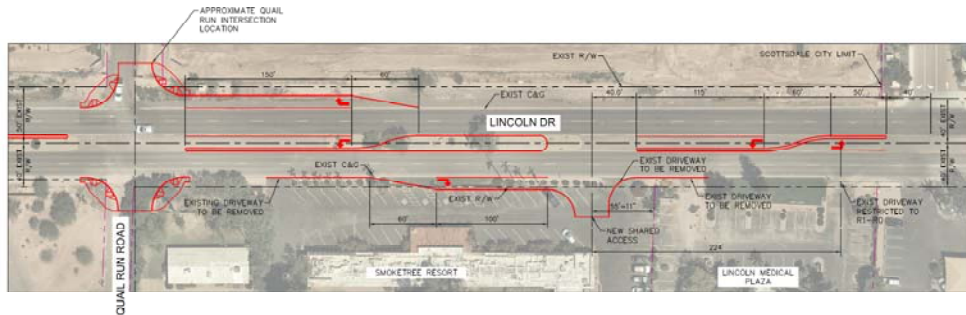 APPROXIMATE QUAIL
RUN INTERSECTION
LOCATION
EXIST R/W
SCOTTSDALE CITY LIMIT
150'
60'
40.0'
115'
60'
50'
40'
EXIST C&G
50' EXIST
R/W
LINCOLN DR
40' EXIST
R/W
40' EXIST
R/W
40' EXIST
R/W
EXIST C&G
EXIST DRIVEWAY
TO BE REMOVED
EXISTING DRIVEWAY
TO BE REMOVED
EXIST R/W
EXIST DRIVEWAY
TO BE REMOVED
EXIST DRIVEWAY
RESTRICTED TO
RI-RO
60'
100'
55'-11"
NEW SHARED
ACCESS
224'
QUAIL RUN ROAD
SMOKETREE RESORT
LINCOLN MEDICAL
PLAZA